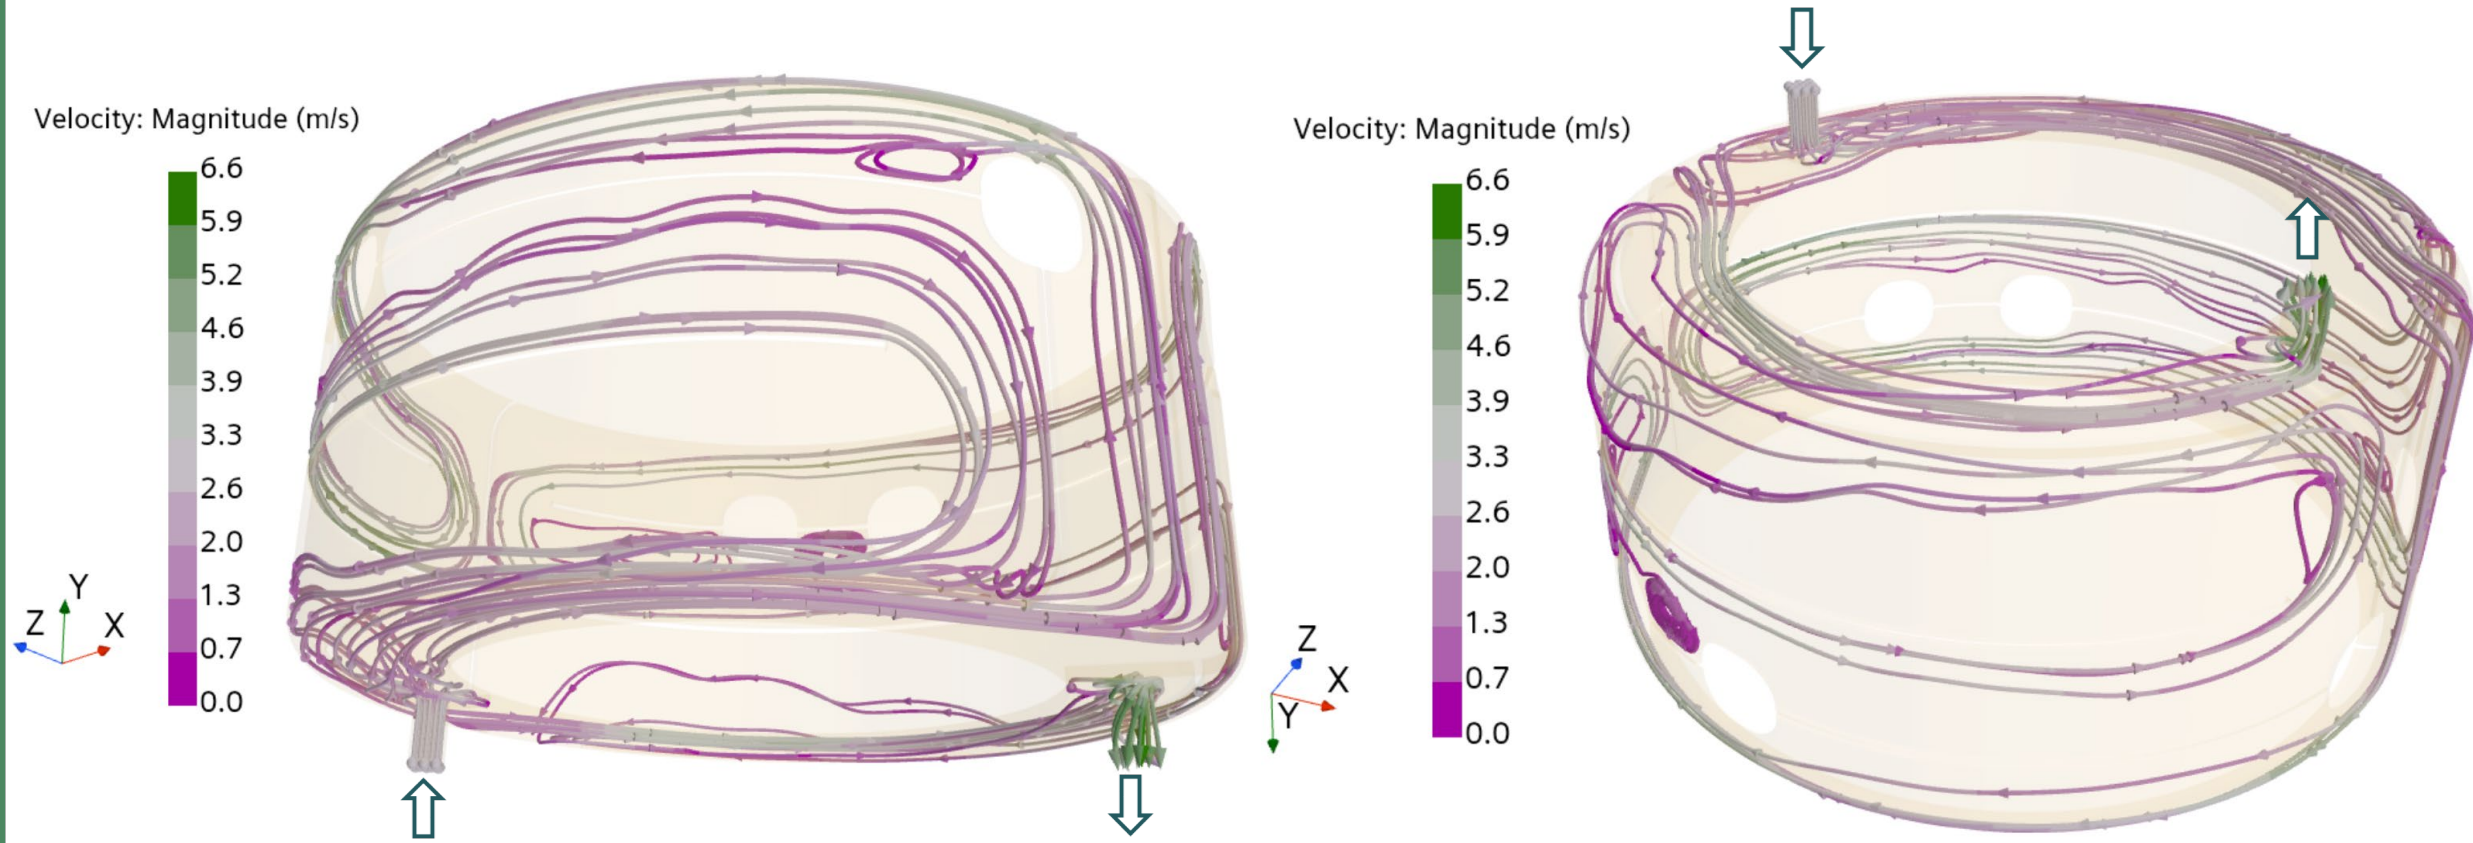 Velocity: Magnitude (m/s)
6.6
5.9
5.2
4.6
3.9
3.3
2.6
2.0
1.3
0.7
0.0
Y
Z
X
Velocity: Magnitude (m/s)
6.6
5.9
5.2
4.6
3.9
3.3
2.6
2.0
1.3
0.7
0.0
Z
X
Y